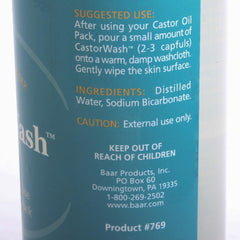 SUGGESTED USE:
After using your Castor Oil
Pack, pour a small amount of
CastorWash™ (2-3 capfuls)
onto a warm, damp washcloth.
Gently wipe the skin surface.
INGREDIENTS: Distilled
Water, Sodium Bicarbonate.
CAUTION: External use only.
ash™
KEEP OUT OF
REACH OF CHILDREN
Baar Products, Inc.
PO Box 60
Downingtown, PA 19335
1-800-269-2502
www.baar.com
Product #769